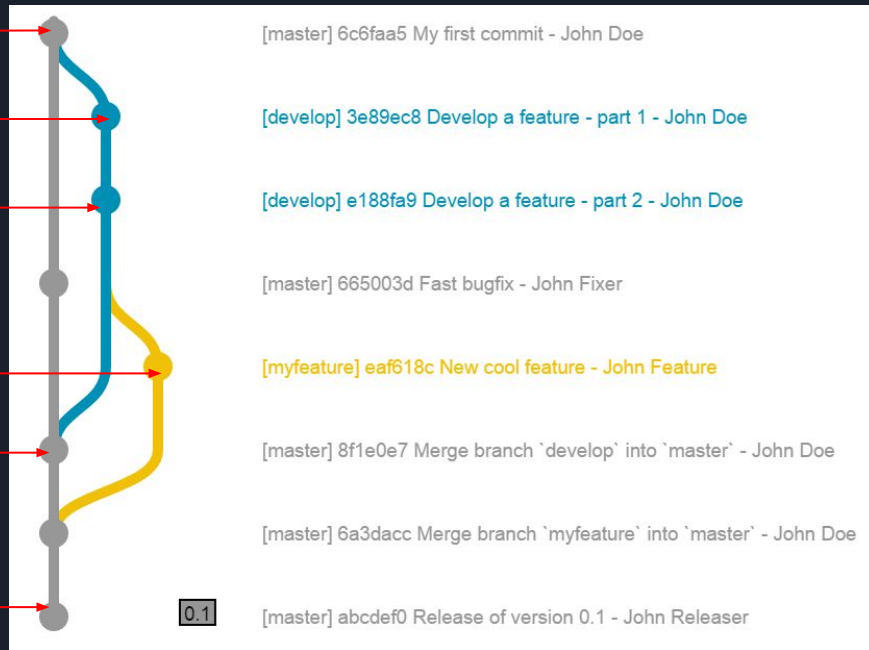 [master] 6c6faa5 My first commit - John Doe
[develop] 3e89ec8 Develop a feature - part 1 - John Doe
[develop] e188fa9 Develop a feature - part 2 - John Doe
[master] 665003d Fast bugfix - John Fixer
[myfeature] eaf618c New cool feature - John Feature
[master] 8f1e0e7 Merge branch `develop` into `master` - John Doe
[master] 6a3dacc Merge branch `myfeature` into `master` - John Doe
0.1 [master] abcdef0 Release of version 0.1 - John Releaser